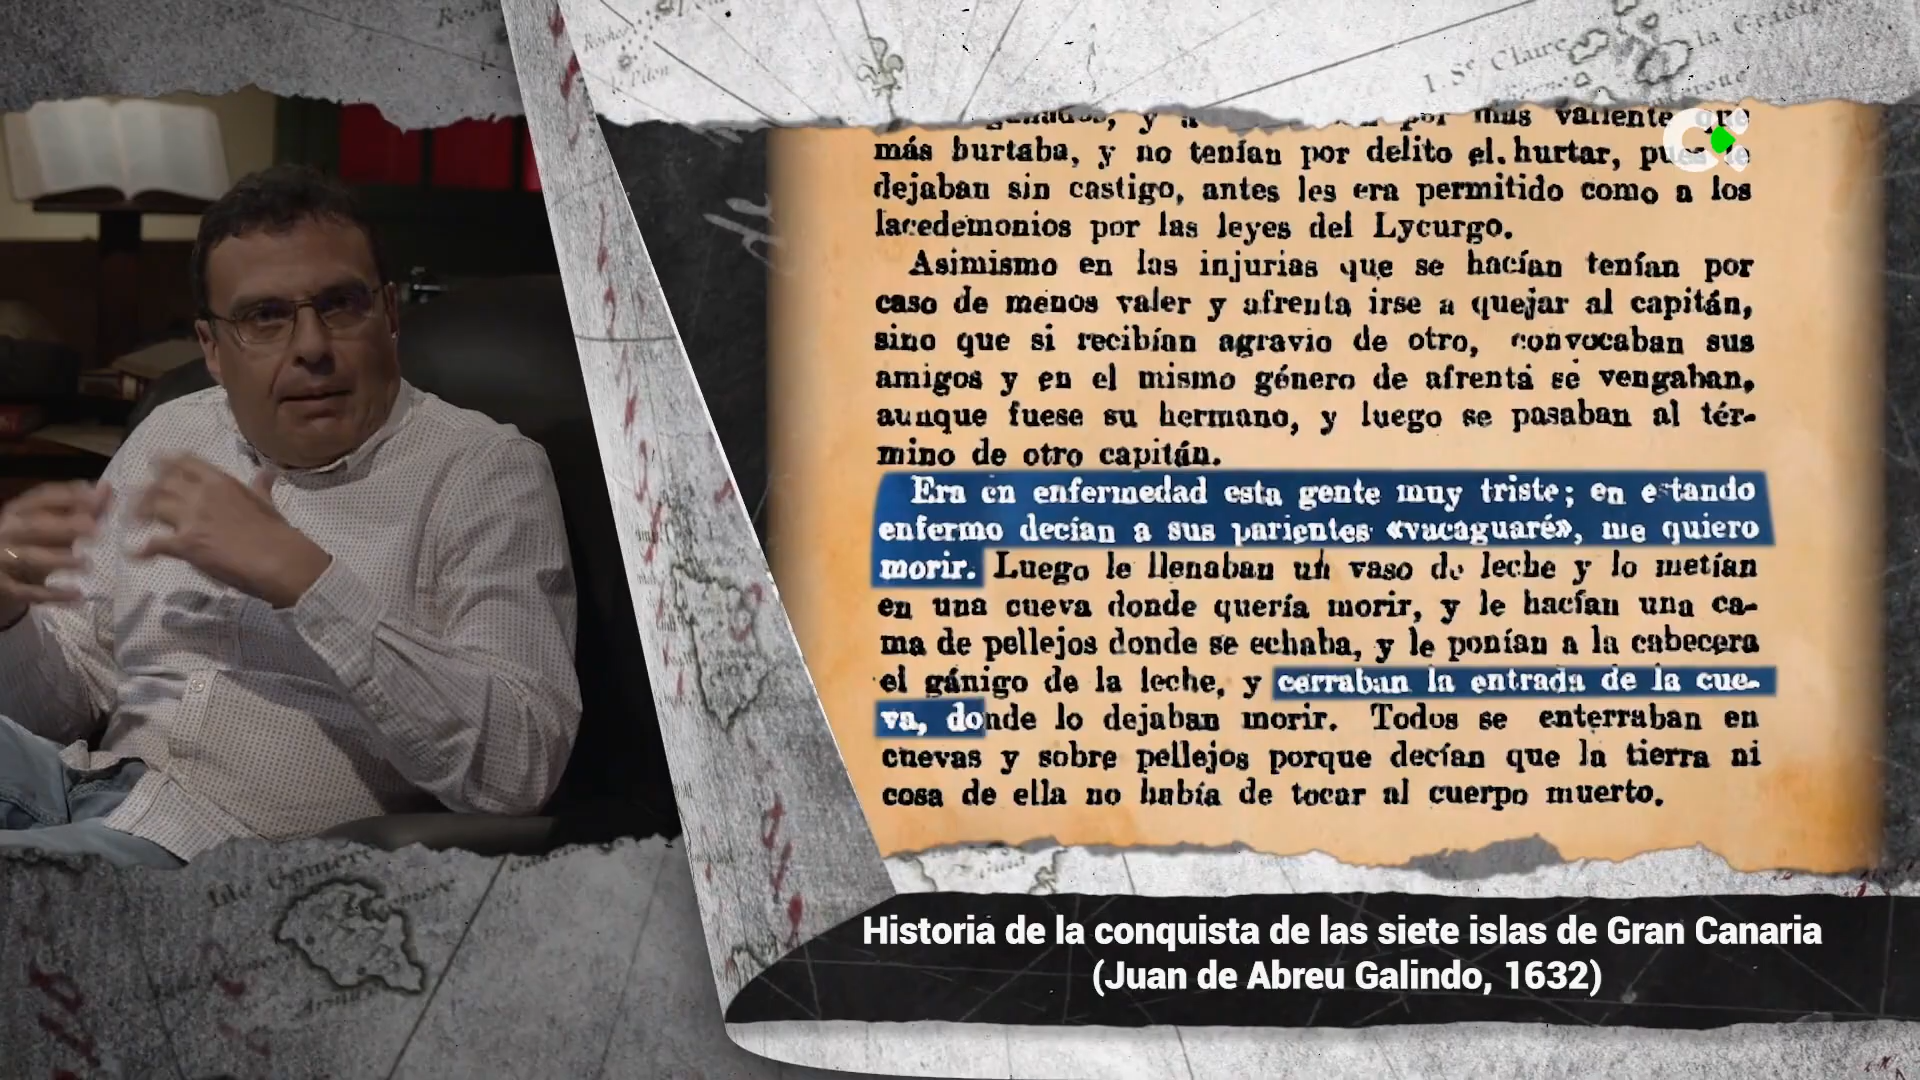 más hurtaba, y no tenían por delito el hurtar, pues
dejaban sin castigo, antes les era permitido como a los
lacedemonios por las leyes del Lycurgo.
Asimismo en las injurias que se hacían tenían por
caso de menos valer y afrenta irse a quejar al capitán,
sino que si recibían agravio de otro, convocaban sus
amigos y en el mismo género de afrenta se vengaban,
aunque fuese su hermano, y luego se pasaban al tér-
mino de otro capitán.
Era en enfermedad esta gente muy triste; en estando
enfermo decían a sus parientes «vacaguaré», me quiero
morir. Luego le llenaban un vaso de leche y lo metían
en una cueva donde quería morir, y le hacían una ca-
ma de pellejos donde se echaba, y le ponían a la cabecera
el gánigo de la leche, y cerraban la entrada de la cue-
va, donde lo dejaban morir. Todos se enterraban en
cuevas y sobre pellejos porque decían que la tierra ni
cosa de ella no había de tocar al cuerpo muerto.
Historia de la conquista de las siete islas de Gran Canaria
(Juan de Abreu Galindo, 1632)